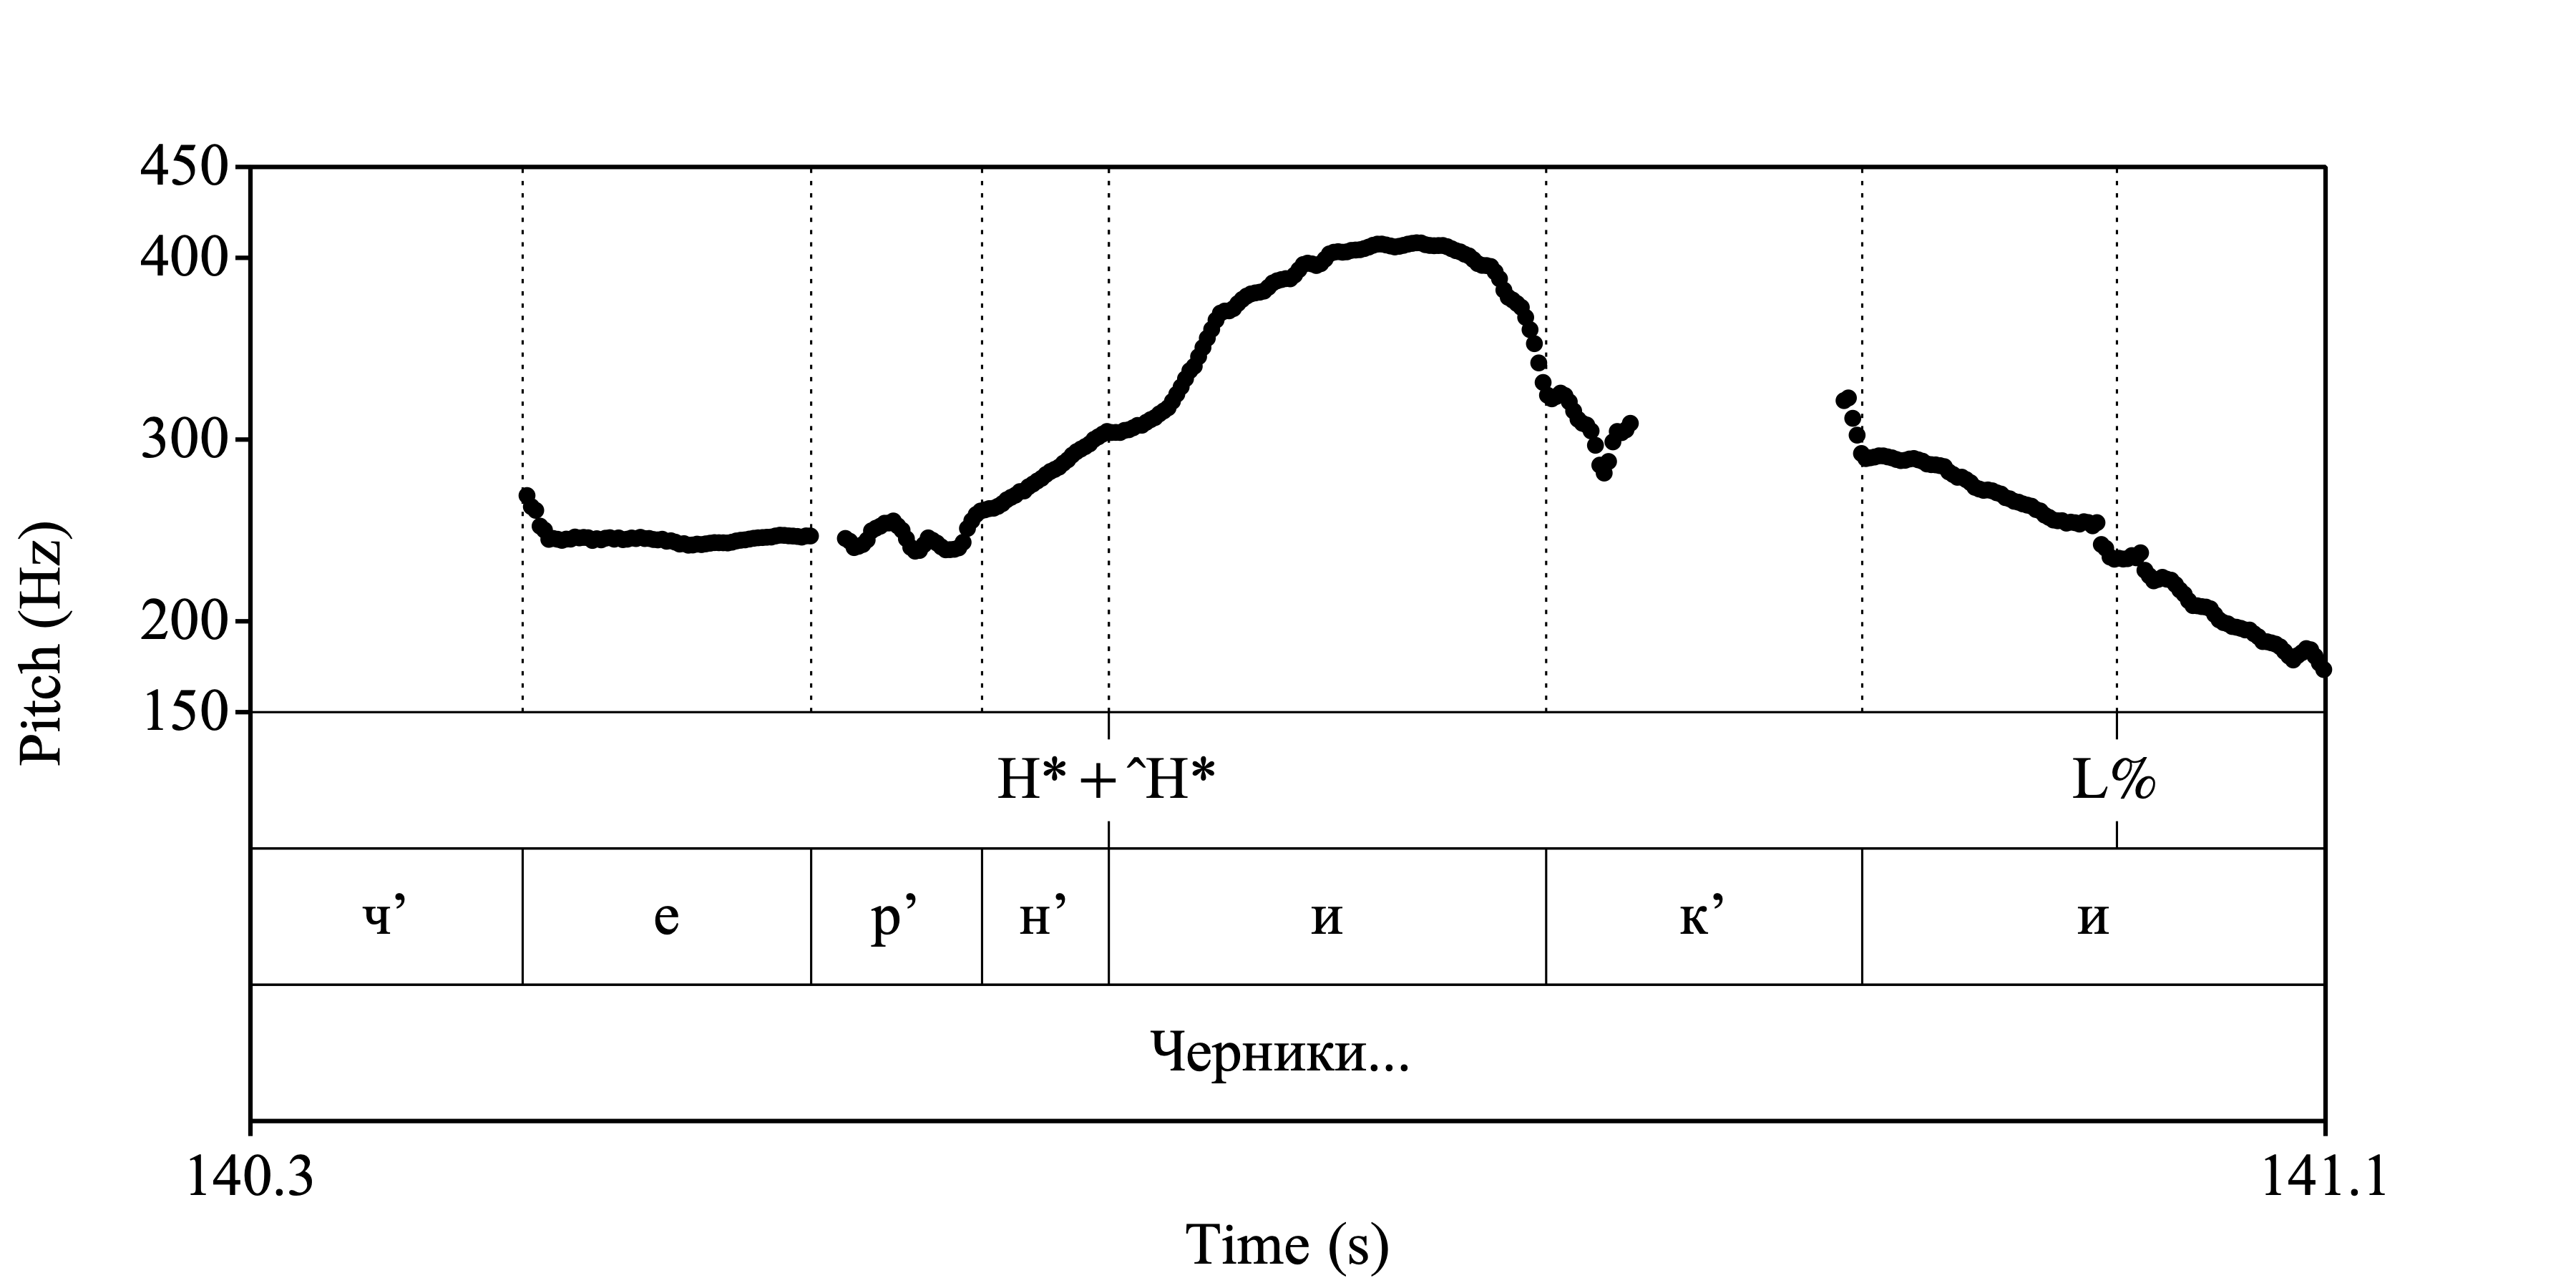 450
400
300
200
150
Pitch (Hz)
H* + ˆH* L%
ч’ е р’ н’ и к’ и
Черники...
140.3 141.1
Time (s)